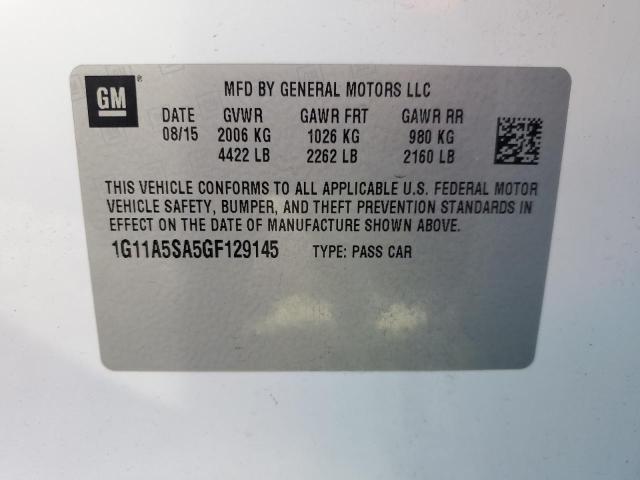 GM
MFD BY GENERAL MOTORS LLC
DATE GVWR GAWR FRT GAWR RR
08/15 2006 KG 1026 KG 980 KG
4422 LB 2262 LB 2160 LB
THIS VEHICLE CONFORMS TO ALL APPLICABLE U.S. FEDERAL MOTOR
VEHICLE SAFETY, BUMPER, AND THEFT PREVENTION STANDARDS IN
EFFECT ON THE DATE OF MANUFACTURE SHOWN ABOVE.
1G11A5SA5GF129145 TYPE: PASS CAR